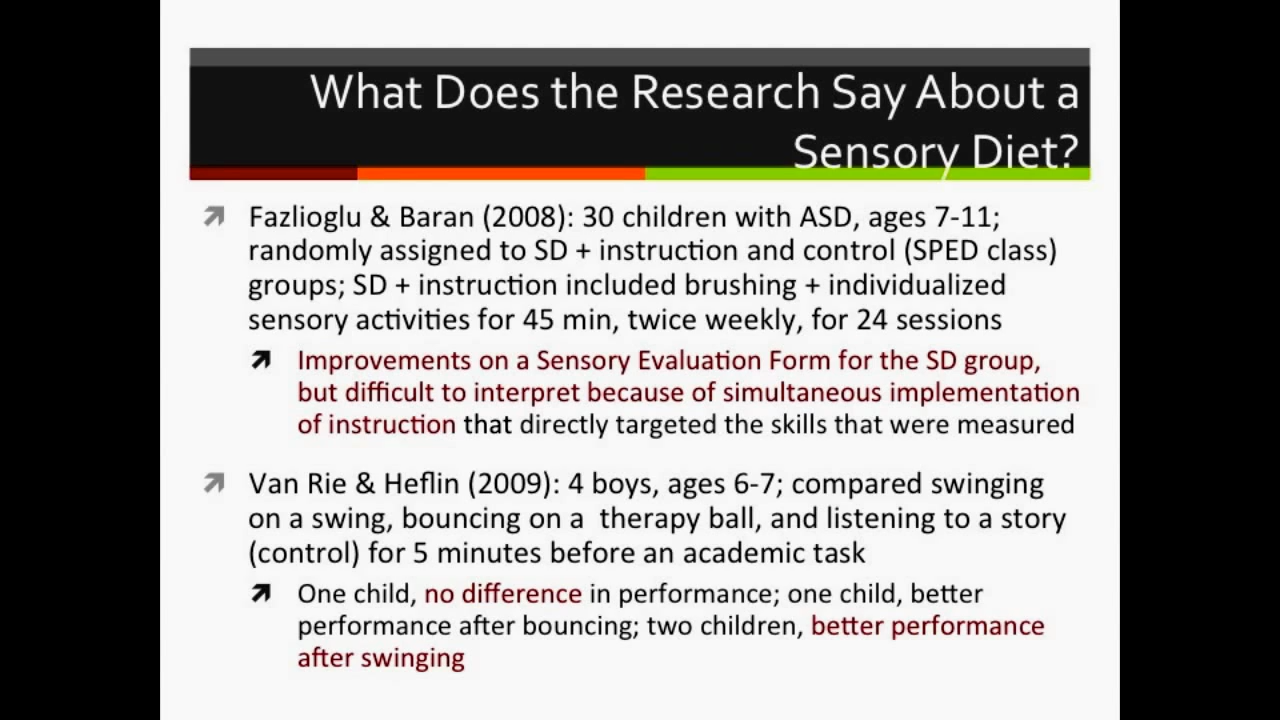 What Does the Research Say About a
Sensory Diet?
Fazlioglu & Baran (2008): 30 children with ASD, ages 7-11;
randomly assigned to SD + instruction and control (SPED class)
groups; SD + instruction included brushing + individualized
sensory activities for 45 min, twice weekly, for 24 sessions
Improvements on a Sensory Evaluation Form for the SD group,
but difficult to interpret because of simultaneous implementation
of instruction that directly targeted the skills that were measured
Van Rie & Heflin (2009): 4 boys, ages 6-7; compared swinging
on a swing, bouncing on a  therapy ball, and listening to a story
(control) for 5 minutes before an academic task
One child, no difference in performance; one child, better
performance after bouncing; two children, better performance
after swinging